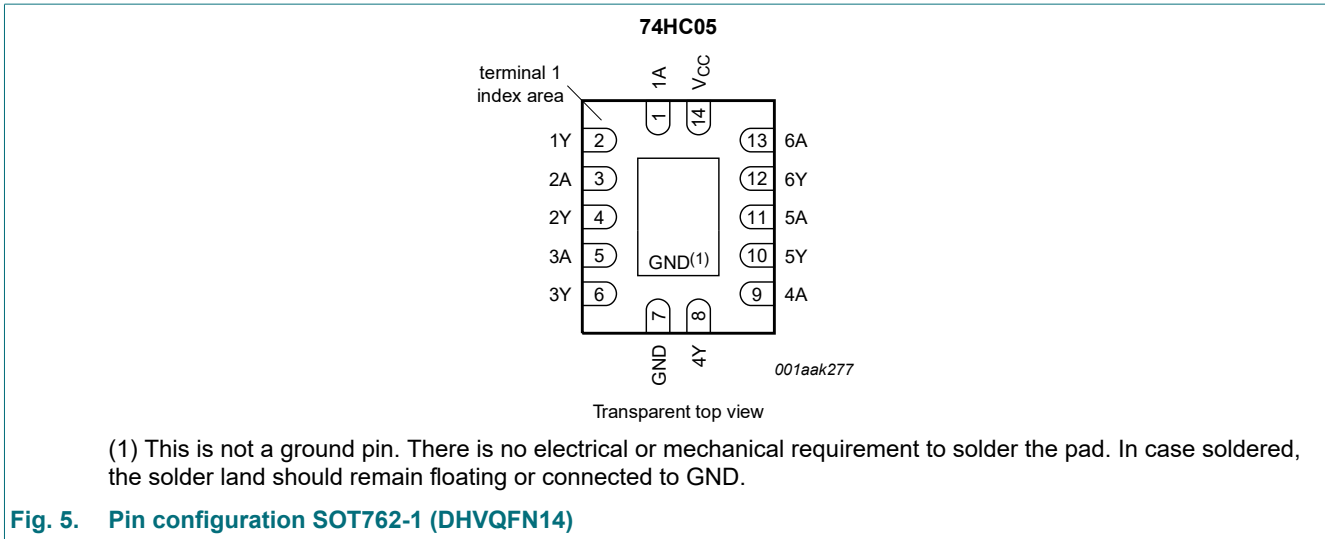 74HC05
terminal 1
index area
1A
VCC
1
14
1Y 2
13 6A
2A 3
12 6Y
2Y 4
11 5A
3A 5
10 5Y
GND(1)
3Y 6
9 4A
7
8
GND
4Y
001aak277
Transparent top view
(1) This is not a ground pin. There is no electrical or mechanical requirement to solder the pad. In case soldered,
the solder land should remain floating or connected to GND.
Fig. 5. Pin configuration SOT762-1 (DHVQFN14)